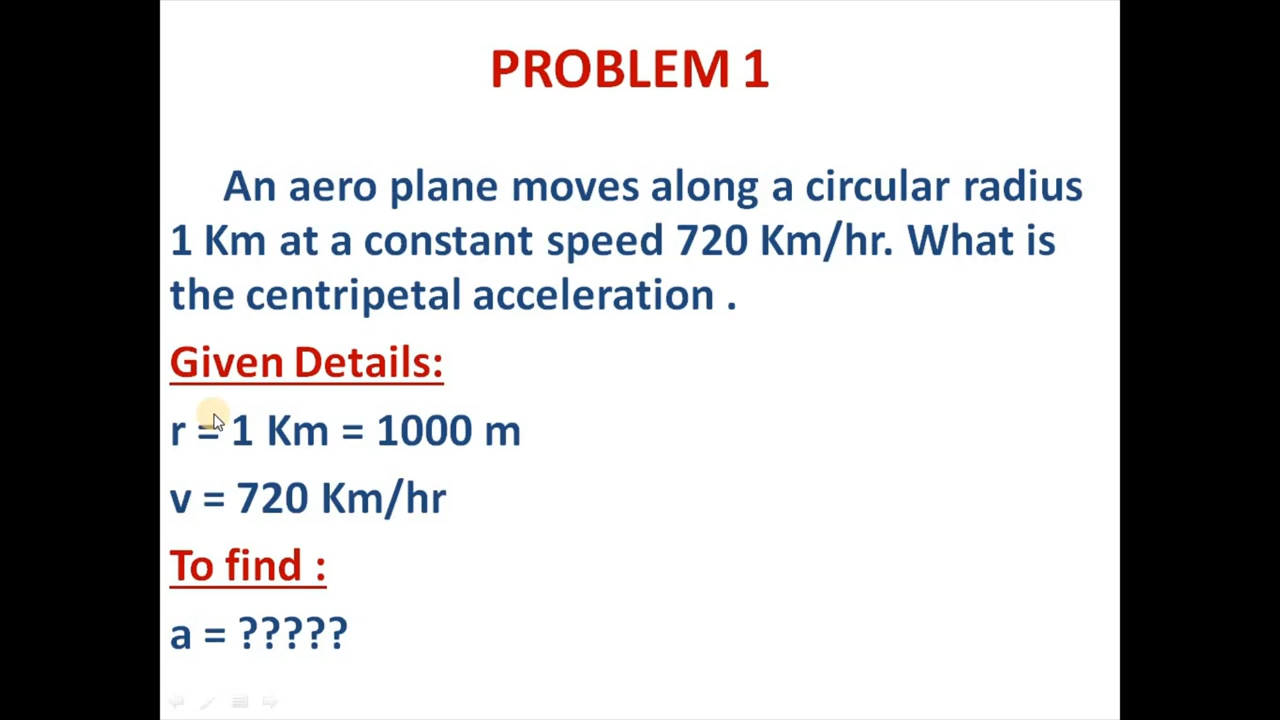 PROBLEM 1
An aero plane moves along a circular radius
1 Km at a constant speed 720 Km/hr. What is
the centripetal acceleration .
Given Details:
r = 1 Km = 1000 m
v = 720 Km/hr
To find :
a = ?????